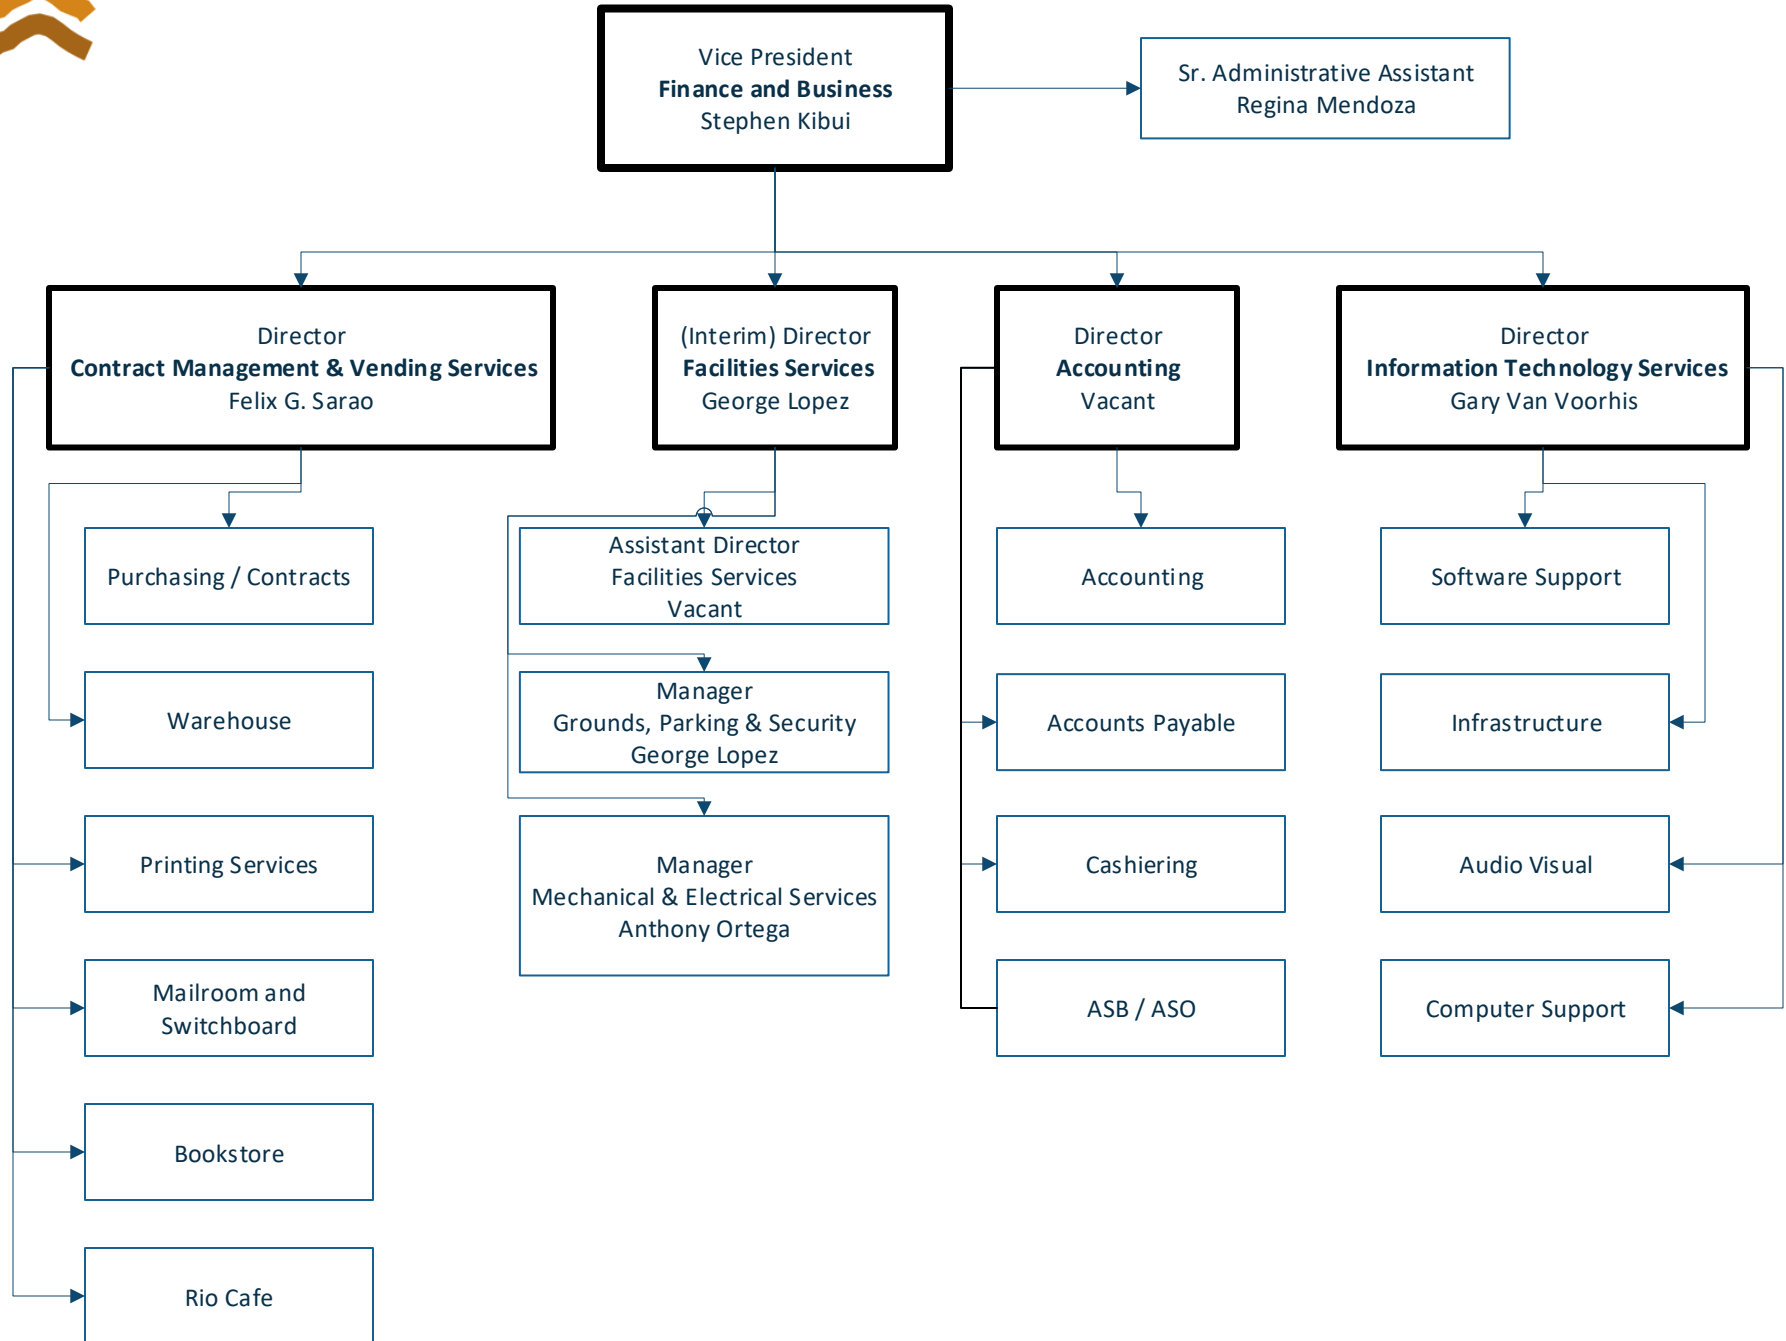 Vice President
Finance and Business
Stephen Kibui
Sr. Administrative Assistant
Regina Mendoza
Director
Contract Management & Vending Services
Felix G. Sarao
(Interim) Director
Facilities Services
George Lopez
Director
Accounting
Vacant
Director
Information Technology Services
Gary Van Voorhis
Purchasing / Contracts
Warehouse
Printing Services
Mailroom and
Switchboard
Bookstore
Rio Cafe
Assistant Director
Facilities Services
Vacant
Manager
Grounds, Parking & Security
George Lopez
Manager
Mechanical & Electrical Services
Anthony Ortega
Accounting
Accounts Payable
Cashiering
ASB / ASO
Software Support
Infrastructure
Audio Visual
Computer Support